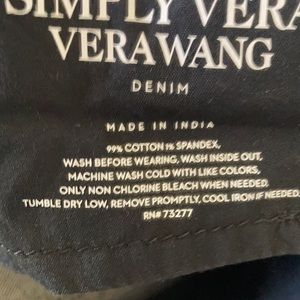 SIMPLY VERA
VERAWANG
DENIM
MADE IN INDIA
99% COTTON 1% SPANDEX,
WASH BEFORE WEARING, WASH INSIDE OUT,
MACHINE WASH COLD WITH LIKE COLORS,
ONLY NON CHLORINE BLEACH WHEN NEEDED,
TUMBLE DRY LOW, REMOVE PROMPTLY, COOL IRON IF NEEDED.
RN# 73277